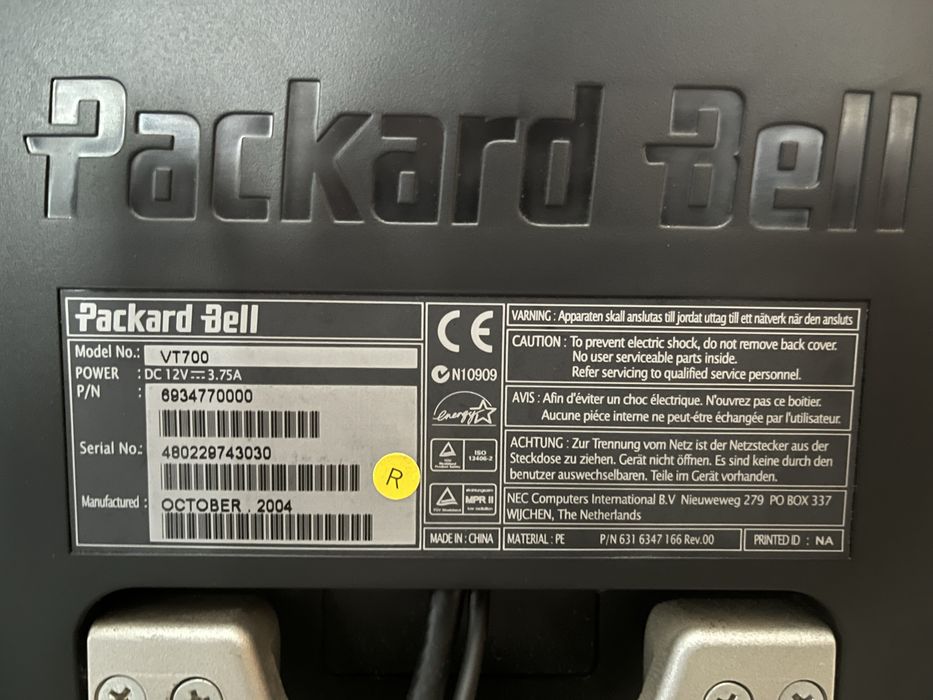 Packard Bell
Packard Bell
Model No.: VT700
POWER : DC 12V⎓3.75A
P/N : 6934770000
Serial No.: 480229743030
Manufactured : OCTOBER . 2004
R
CE
N10909
energy
ISO
13406-2
MPR II
MADE IN : CHINA
VARNING : Apparaten skall anslutas till jordat uttag till ett nätverk när den ansluts
CAUTION : To prevent electric shock, do not remove back cover.
No user serviceable parts inside.
Refer servicing to qualified service personnel.
AVIS : Afin d'éviter un choc électrique. N'ouvrez pas ce boitier.
Aucune piéce interne ne peut-étre échangée par l'utilisateur.
ACHTUNG : Zur Trennung vom Netz ist der Netzstecker aus der
Steckdose zu ziehen. Gerät nicht öffnen. Es sind keine durch den
benutzer auswechselbaren. Teile im Gerät vorhanden.
NEC Computers International B.V Nieuweweg 279 PO BOX 337
WIJCHEN, The Netherlands
MATERIAL : PE P/N 631 6347 166 Rev.00
PRINTED ID : NA